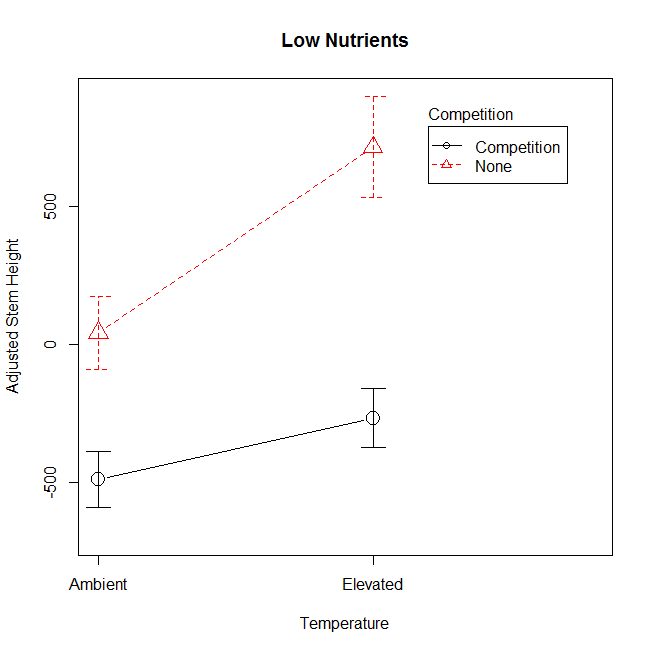 Low Nutrients
Competition
Competition
None
Adjusted Stem Height
500
0
-500
Ambient
Elevated
Temperature